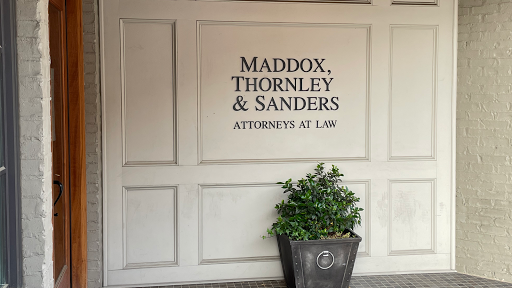 MADDOX,
THORNLEY
& SANDERS
ATTORNEYS AT LAW